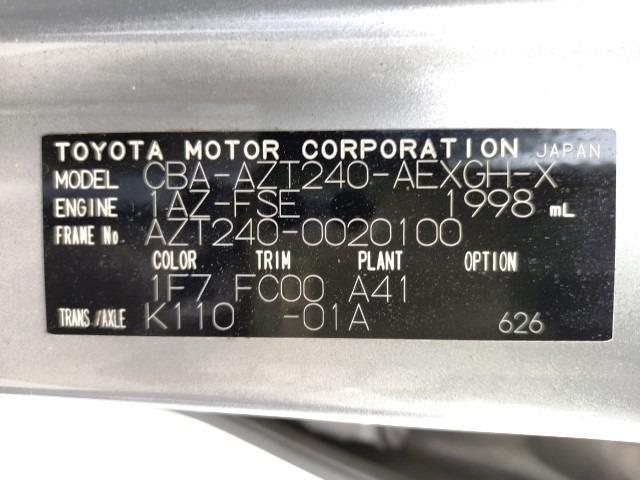 TOYOTA MOTOR CORPORATION JAPAN
MODEL CBA-AZT240-AEXGH-X
ENGINE 1AZ-FSE 1998 mL
FRAME No. AZT240-0020100
COLOR TRIM PLANT OPTION
1F7 FC00 A41
TRANS./AXLE K110 -01A 626